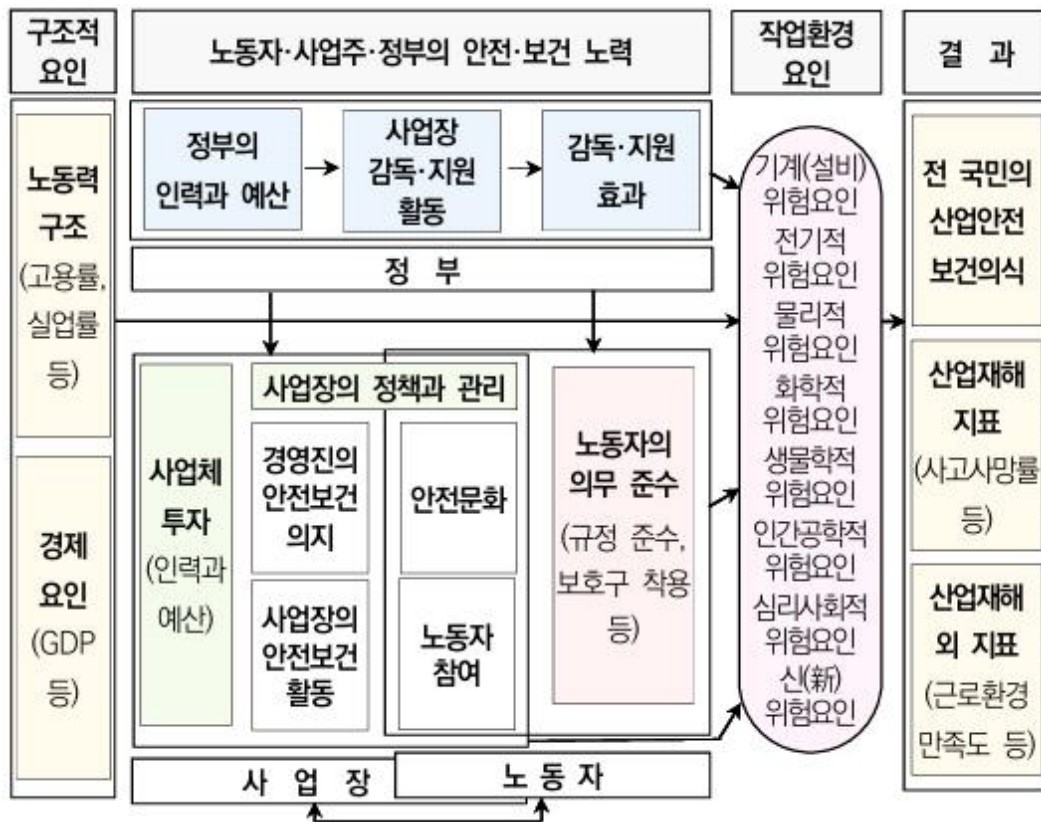 구조적
요인
노동자·사업주·정부의 안전·보건 노력
작업환경
요인
결 과
노동력
구조
(고용률,
실업률
등)
경제
요인
(GDP
등)
정부의
인력과 예산
사업장
감독·지원
활동
감독·지원
효과
정 부
사업체
투자
(인력과
예산)
사업장의 정책과 관리
경영진의
안전보건
의지
안전문화
사업장의
안전보건
활동
노동자
참여
노동자의
의무 준수
(규정 준수,
보호구 착용
등)
사 업 장
노 동 자
기계(설비)
위험요인
전기적
위험요인
물리적
위험요인
화학적
위험요인
생물학적
위험요인
인간공학적
위험요인
심리사회적
위험요인
신(新)
위험요인
전 국민의
산업안전
보건의식
산업재해
지표
(사고사망률
등)
산업재해
외 지표
(근로환경
만족도 등)